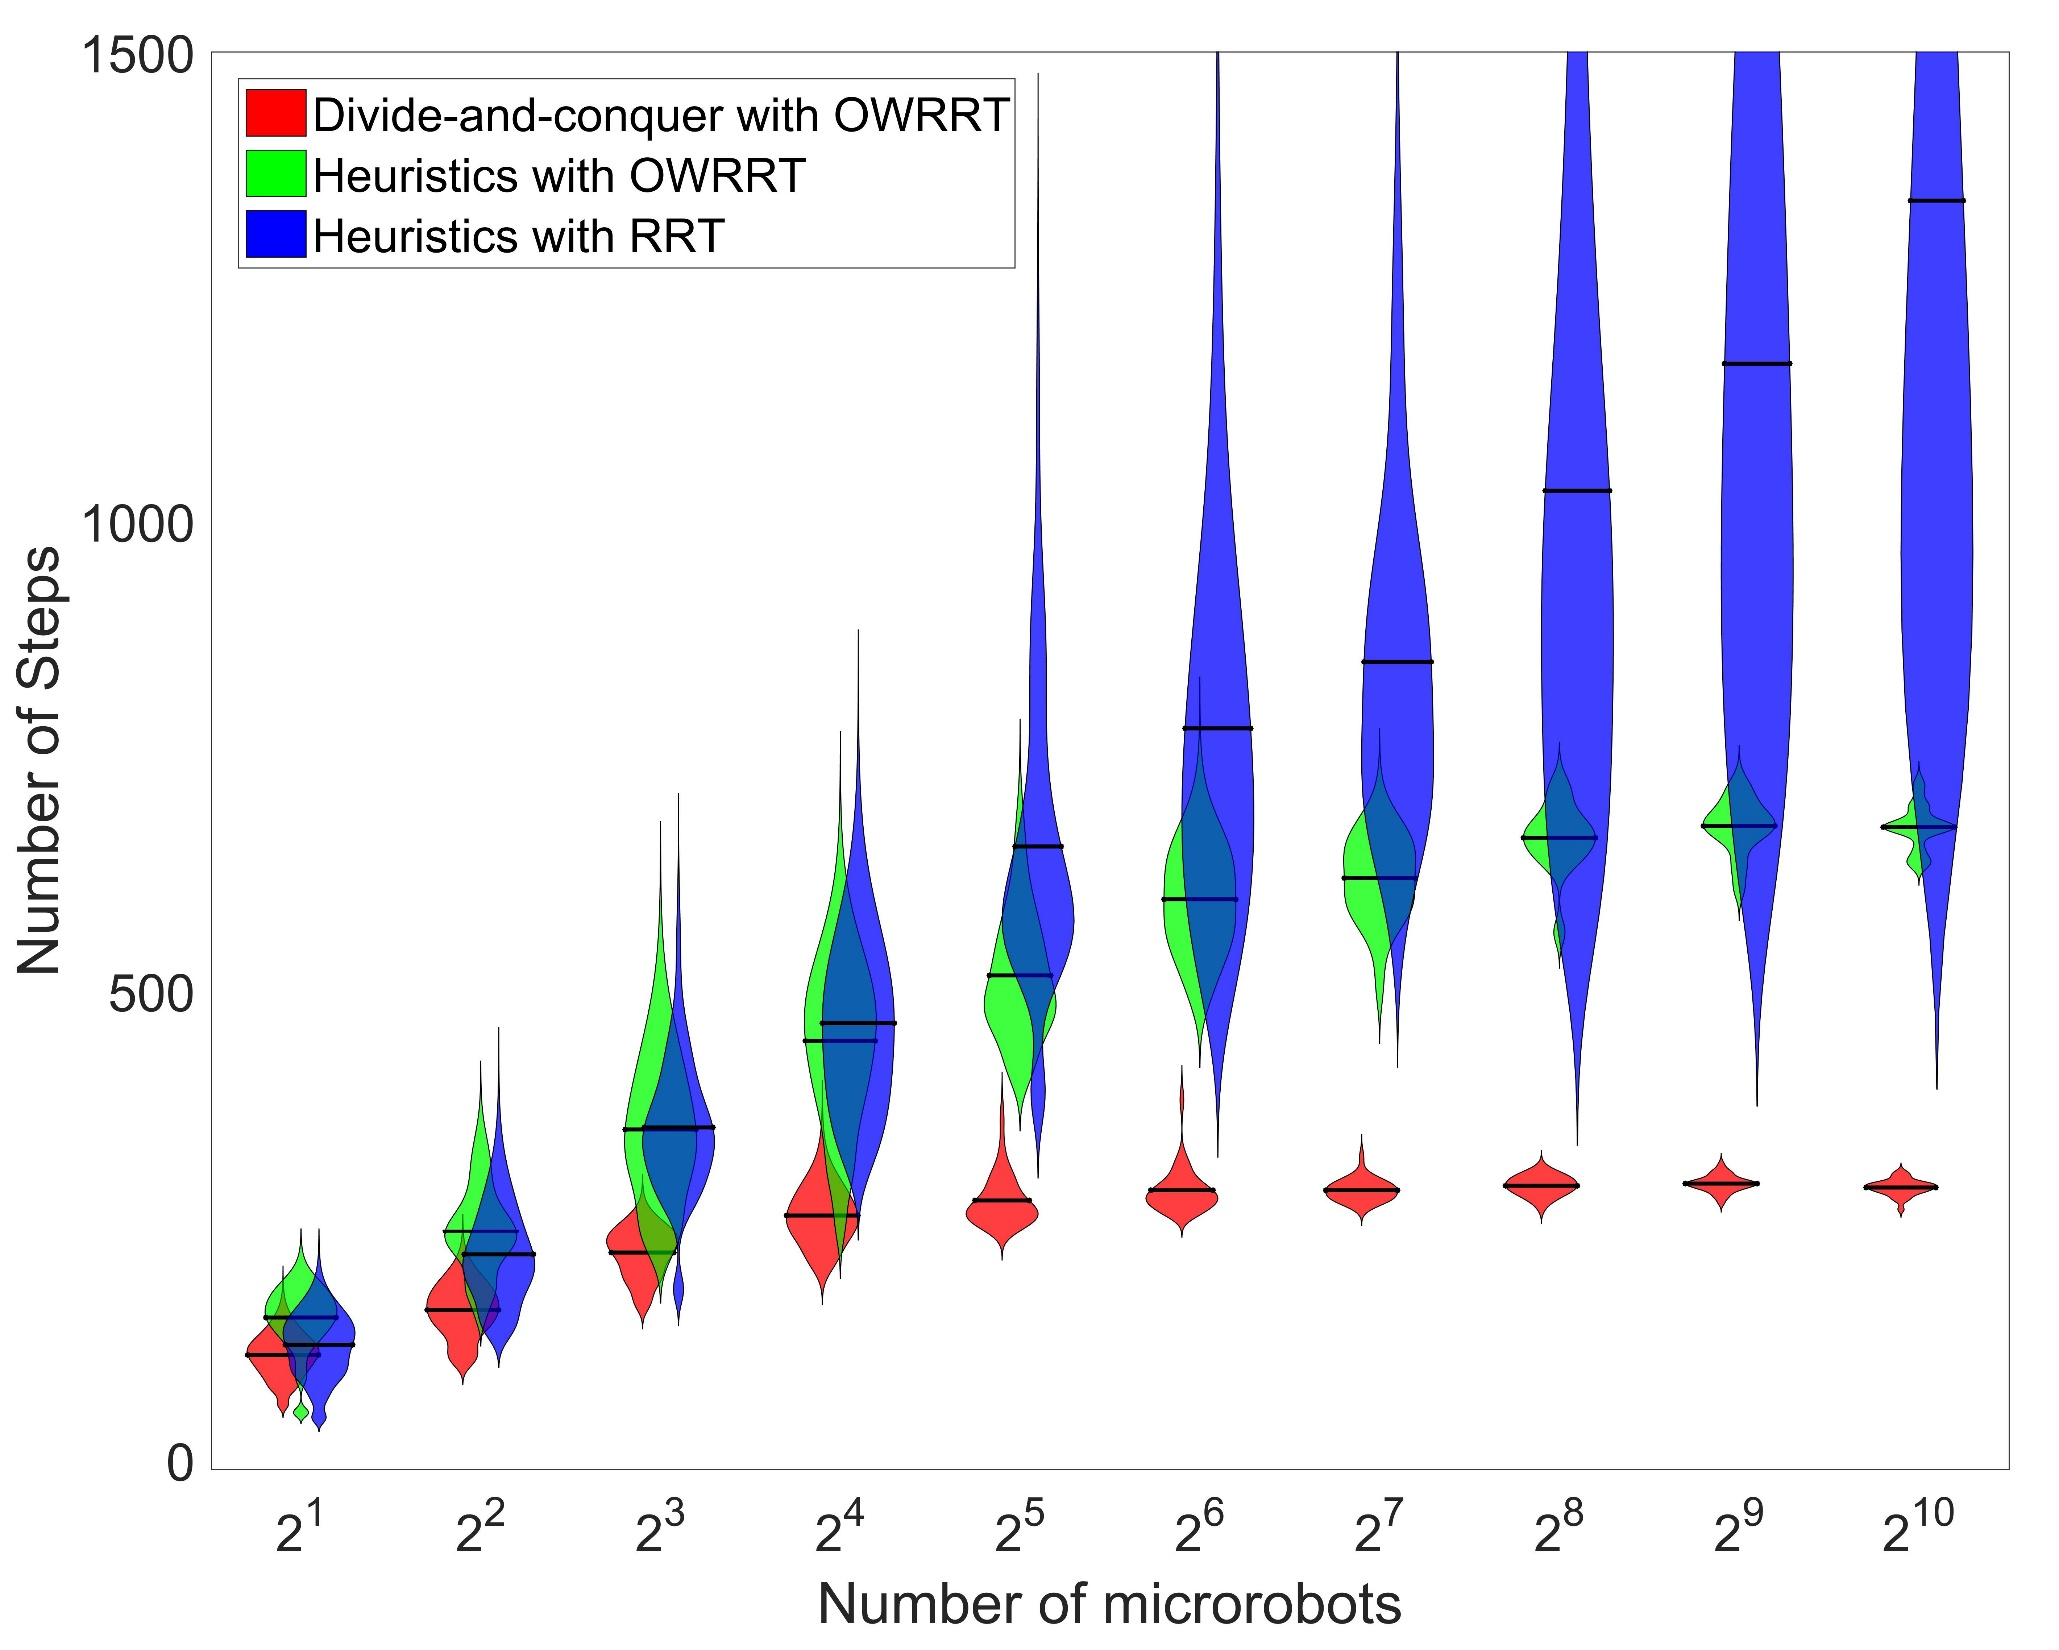 1500
1000
500
0
Number of Steps
Divide-and-conquer with OWRRT
Heuristics with OWRRT
Heuristics with RRT
2^1 2^2 2^3 2^4 2^5 2^6 2^7 2^8 2^9 2^10
Number of microrobots